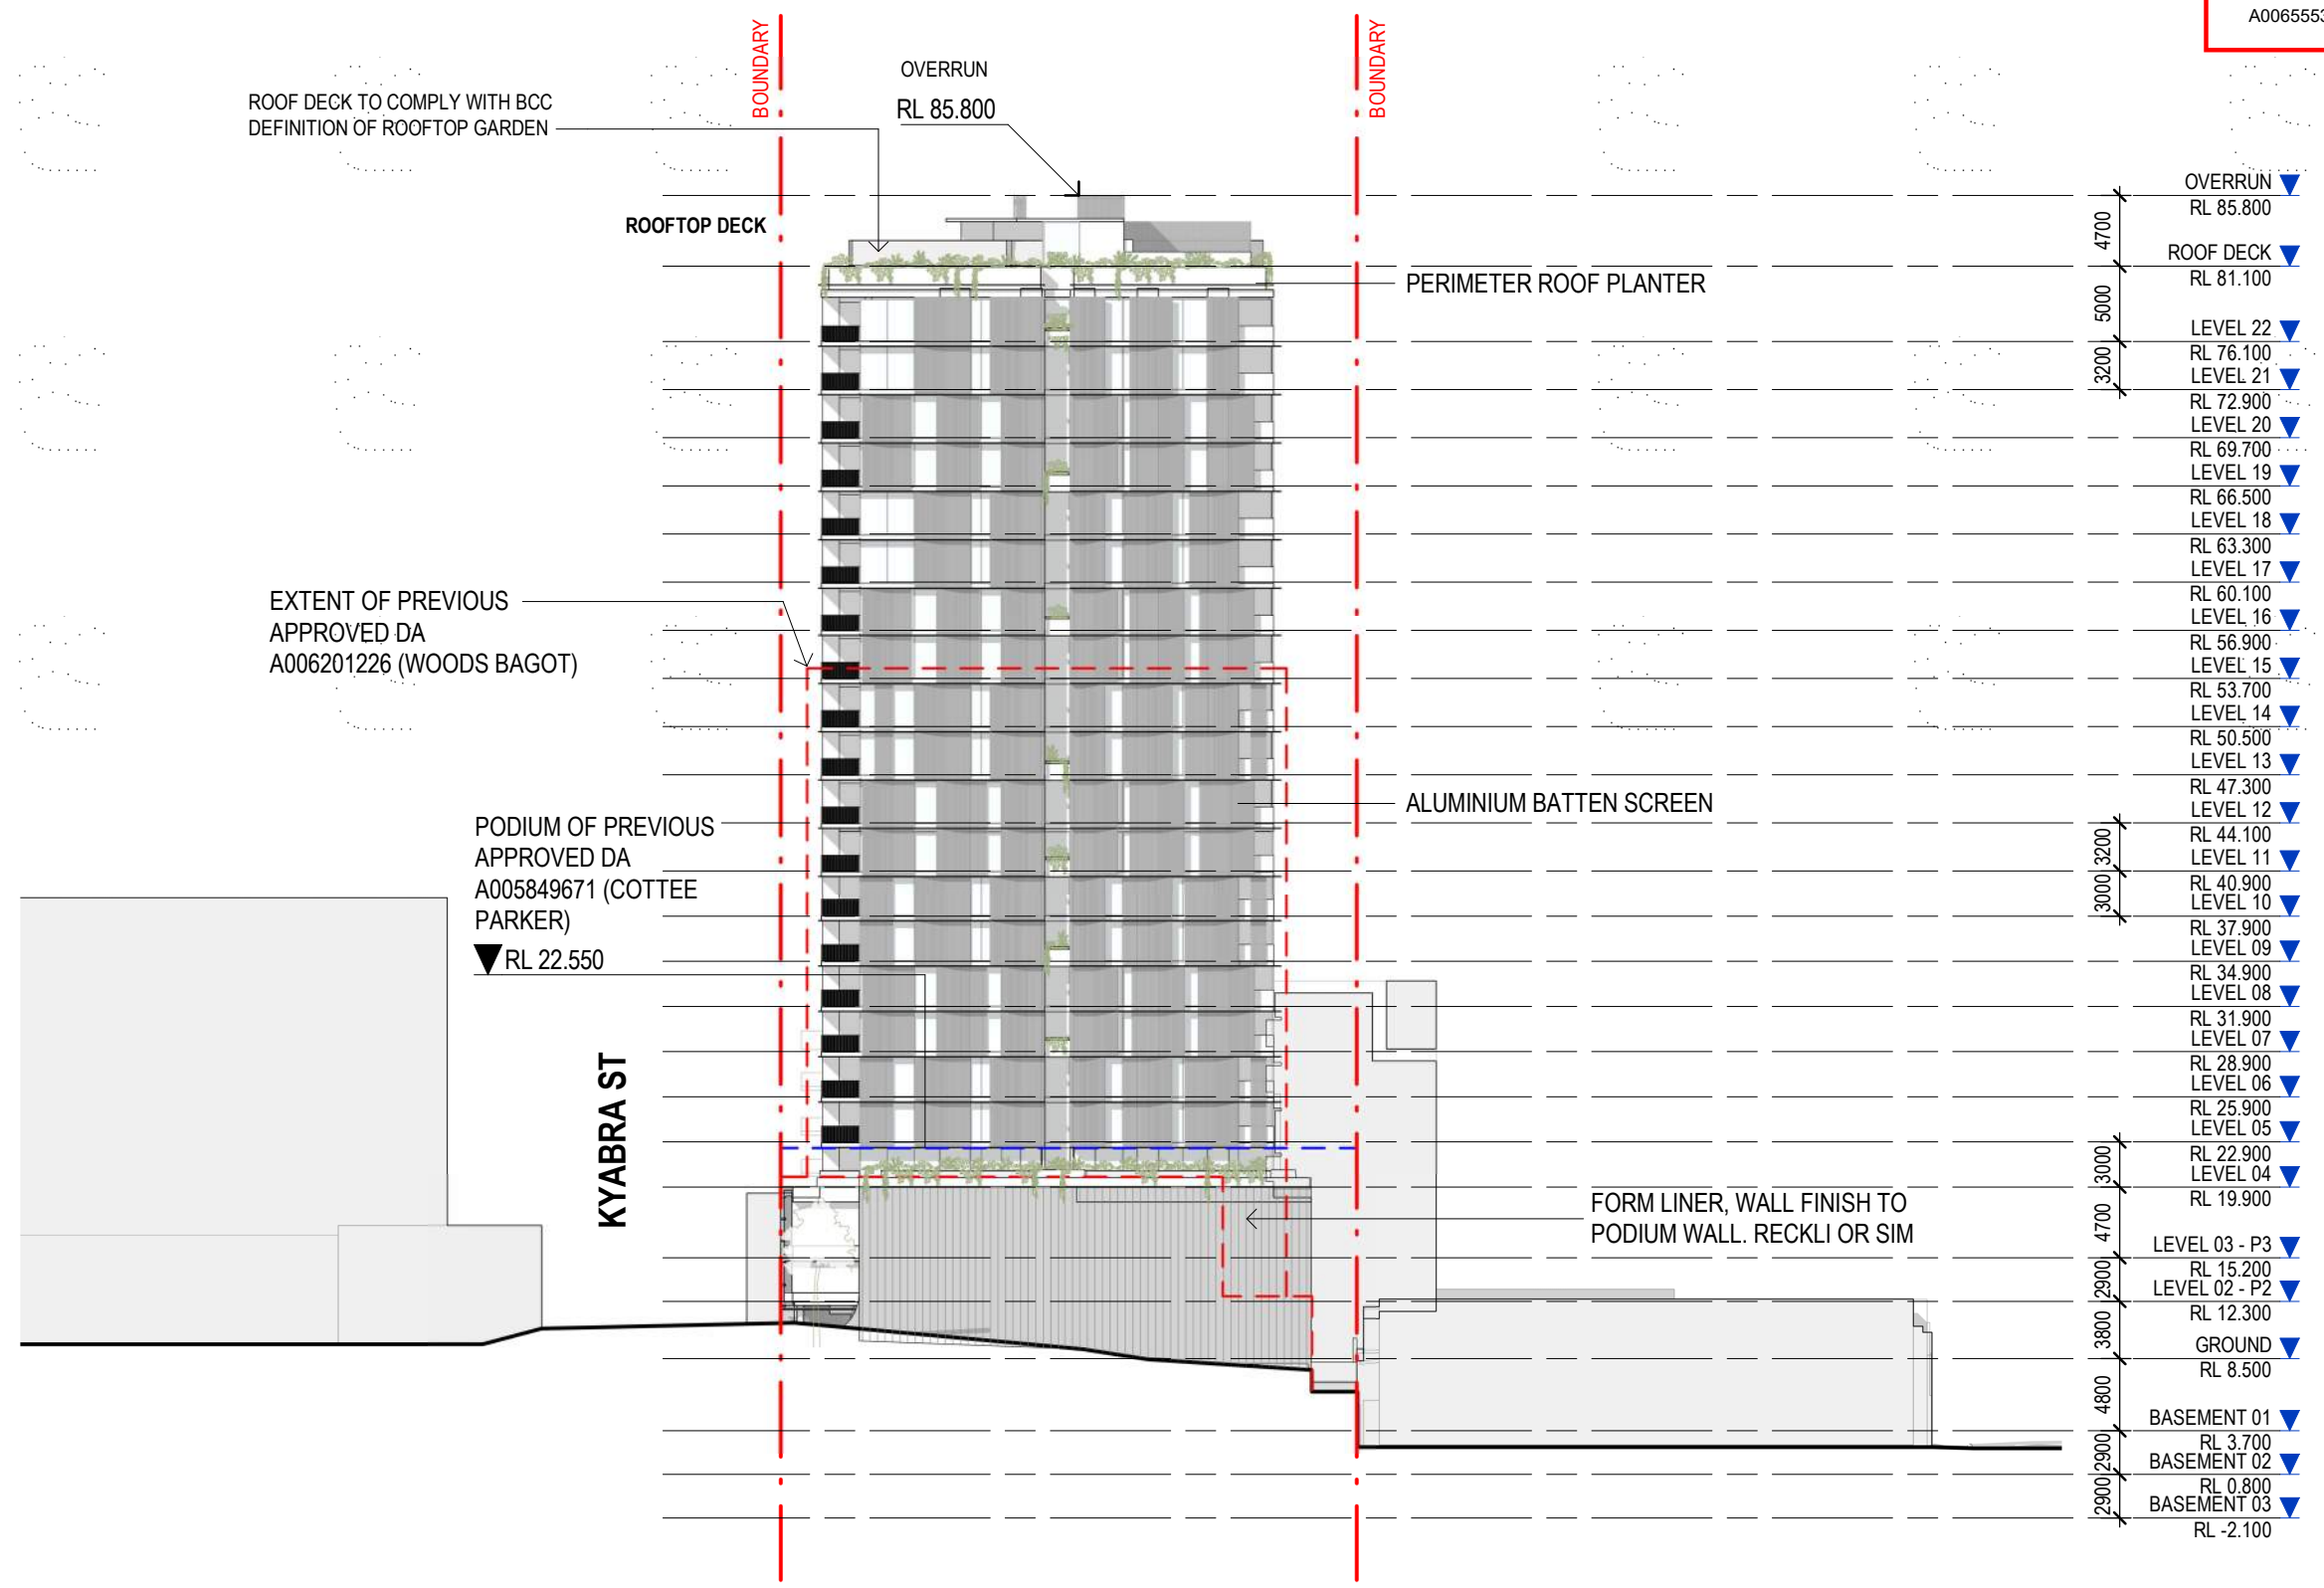 A0065553
BOUNDARY
BOUNDARY
OVERRUN
RL 85.800
ROOF DECK TO COMPLY WITH BCC
DEFINITION OF ROOFTOP GARDEN
ROOFTOP DECK
PERIMETER ROOF PLANTER
EXTENT OF PREVIOUS
APPROVED DA
A006201226 (WOODS BAGOT)
ALUMINIUM BATTEN SCREEN
PODIUM OF PREVIOUS
APPROVED DA
A005849671 (COTTEE
PARKER)
RL 22.550
KYABRA ST
FORM LINER, WALL FINISH TO
PODIUM WALL. RECKLI OR SIM
OVERRUN
RL 85.800
4700
ROOF DECK
RL 81.100
5000
LEVEL 22
RL 76.100
3200
LEVEL 21
RL 72.900
LEVEL 20
RL 69.700
LEVEL 19
RL 66.500
LEVEL 18
RL 63.300
LEVEL 17
RL 60.100
LEVEL 16
RL 56.900
LEVEL 15
RL 53.700
LEVEL 14
RL 50.500
LEVEL 13
RL 47.300
LEVEL 12
RL 44.100
3200
LEVEL 11
RL 40.900
3000
LEVEL 10
RL 37.900
LEVEL 09
RL 34.900
LEVEL 08
RL 31.900
LEVEL 07
RL 28.900
LEVEL 06
RL 25.900
LEVEL 05
RL 22.900
3000
LEVEL 04
RL 19.900
4700
LEVEL 03 - P3
RL 15.200
2900
LEVEL 02 - P2
RL 12.300
3800
GROUND
RL 8.500
4800
BASEMENT 01
RL 3.700
2900
BASEMENT 02
RL 0.800
2900
BASEMENT 03
RL -2.100